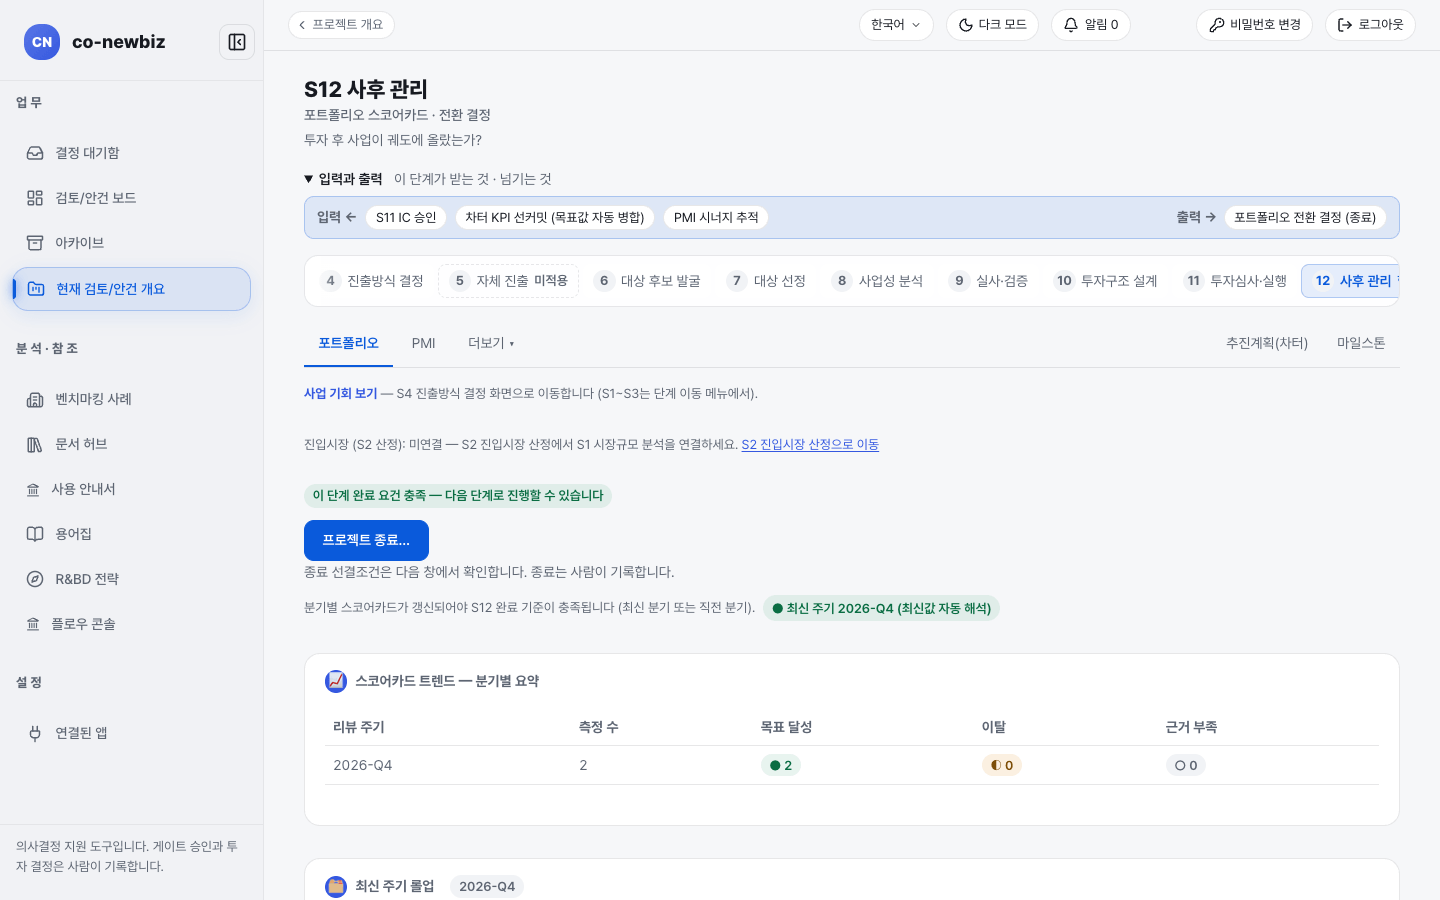 CN co-newbiz
업무
결정 대기함
검토/안건 보드
아카이브
현재 검토/안건 개요
분석·참조
벤치마킹 사례
문서 허브
사용 안내서
용어집
R&BD 전략
플로우 콘솔
설정
연결된 앱
의사결정 지원 도구입니다. 게이트 승인과 투
자 결정은 사람이 기록합니다.
프로젝트 개요
한국어
다크 모드
알림 0
비밀번호 변경
로그아웃
S12 사후 관리
포트폴리오 스코어카드 · 전환 결정
투자 후 사업이 궤도에 올랐는가?
▼ 입력과 출력 이 단계가 받는 것 · 넘기는 것
입력 ← S11 IC 승인 차터 KPI 선커밋 (목표값 자동 병합) PMI 시너지 추적 출력 → 포트폴리오 전환 결정 (종료)
4 진출방식 결정 5 자체 진출 미적용 6 대상 후보 발굴 7 대상 선정 8 사업성 분석 9 실사·검증 10 투자구조 설계 11 투자심사·실행 12 사후 관리
포트폴리오 PMI 더보기 ▾ 추진계획(차터) 마일스톤
사업 기회 보기 — S4 진출방식 결정 화면으로 이동합니다 (S1~S3는 단계 이동 메뉴에서).
진입시장 (S2 산정): 미연결 — S2 진입시장 산정에서 S1 시장규모 분석을 연결하세요. S2 진입시장 산정으로 이동
이 단계 완료 요건 충족 — 다음 단계로 진행할 수 있습니다
프로젝트 종료...
종료 선결조건은 다음 창에서 확인합니다. 종료는 사람이 기록합니다.
분기별 스코어카드가 갱신되어야 S12 완료 기준이 충족됩니다 (최신 분기 또는 직전 분기). ● 최신 주기 2026-Q4 (최신값 자동 해석)
스코어카드 트렌드 — 분기별 요약
리뷰 주기 측정 수 목표 달성 이탈 근거 부족
2026-Q4 2 ● 2 ◐ 0 ○ 0
최신 주기 롤업 2026-Q4